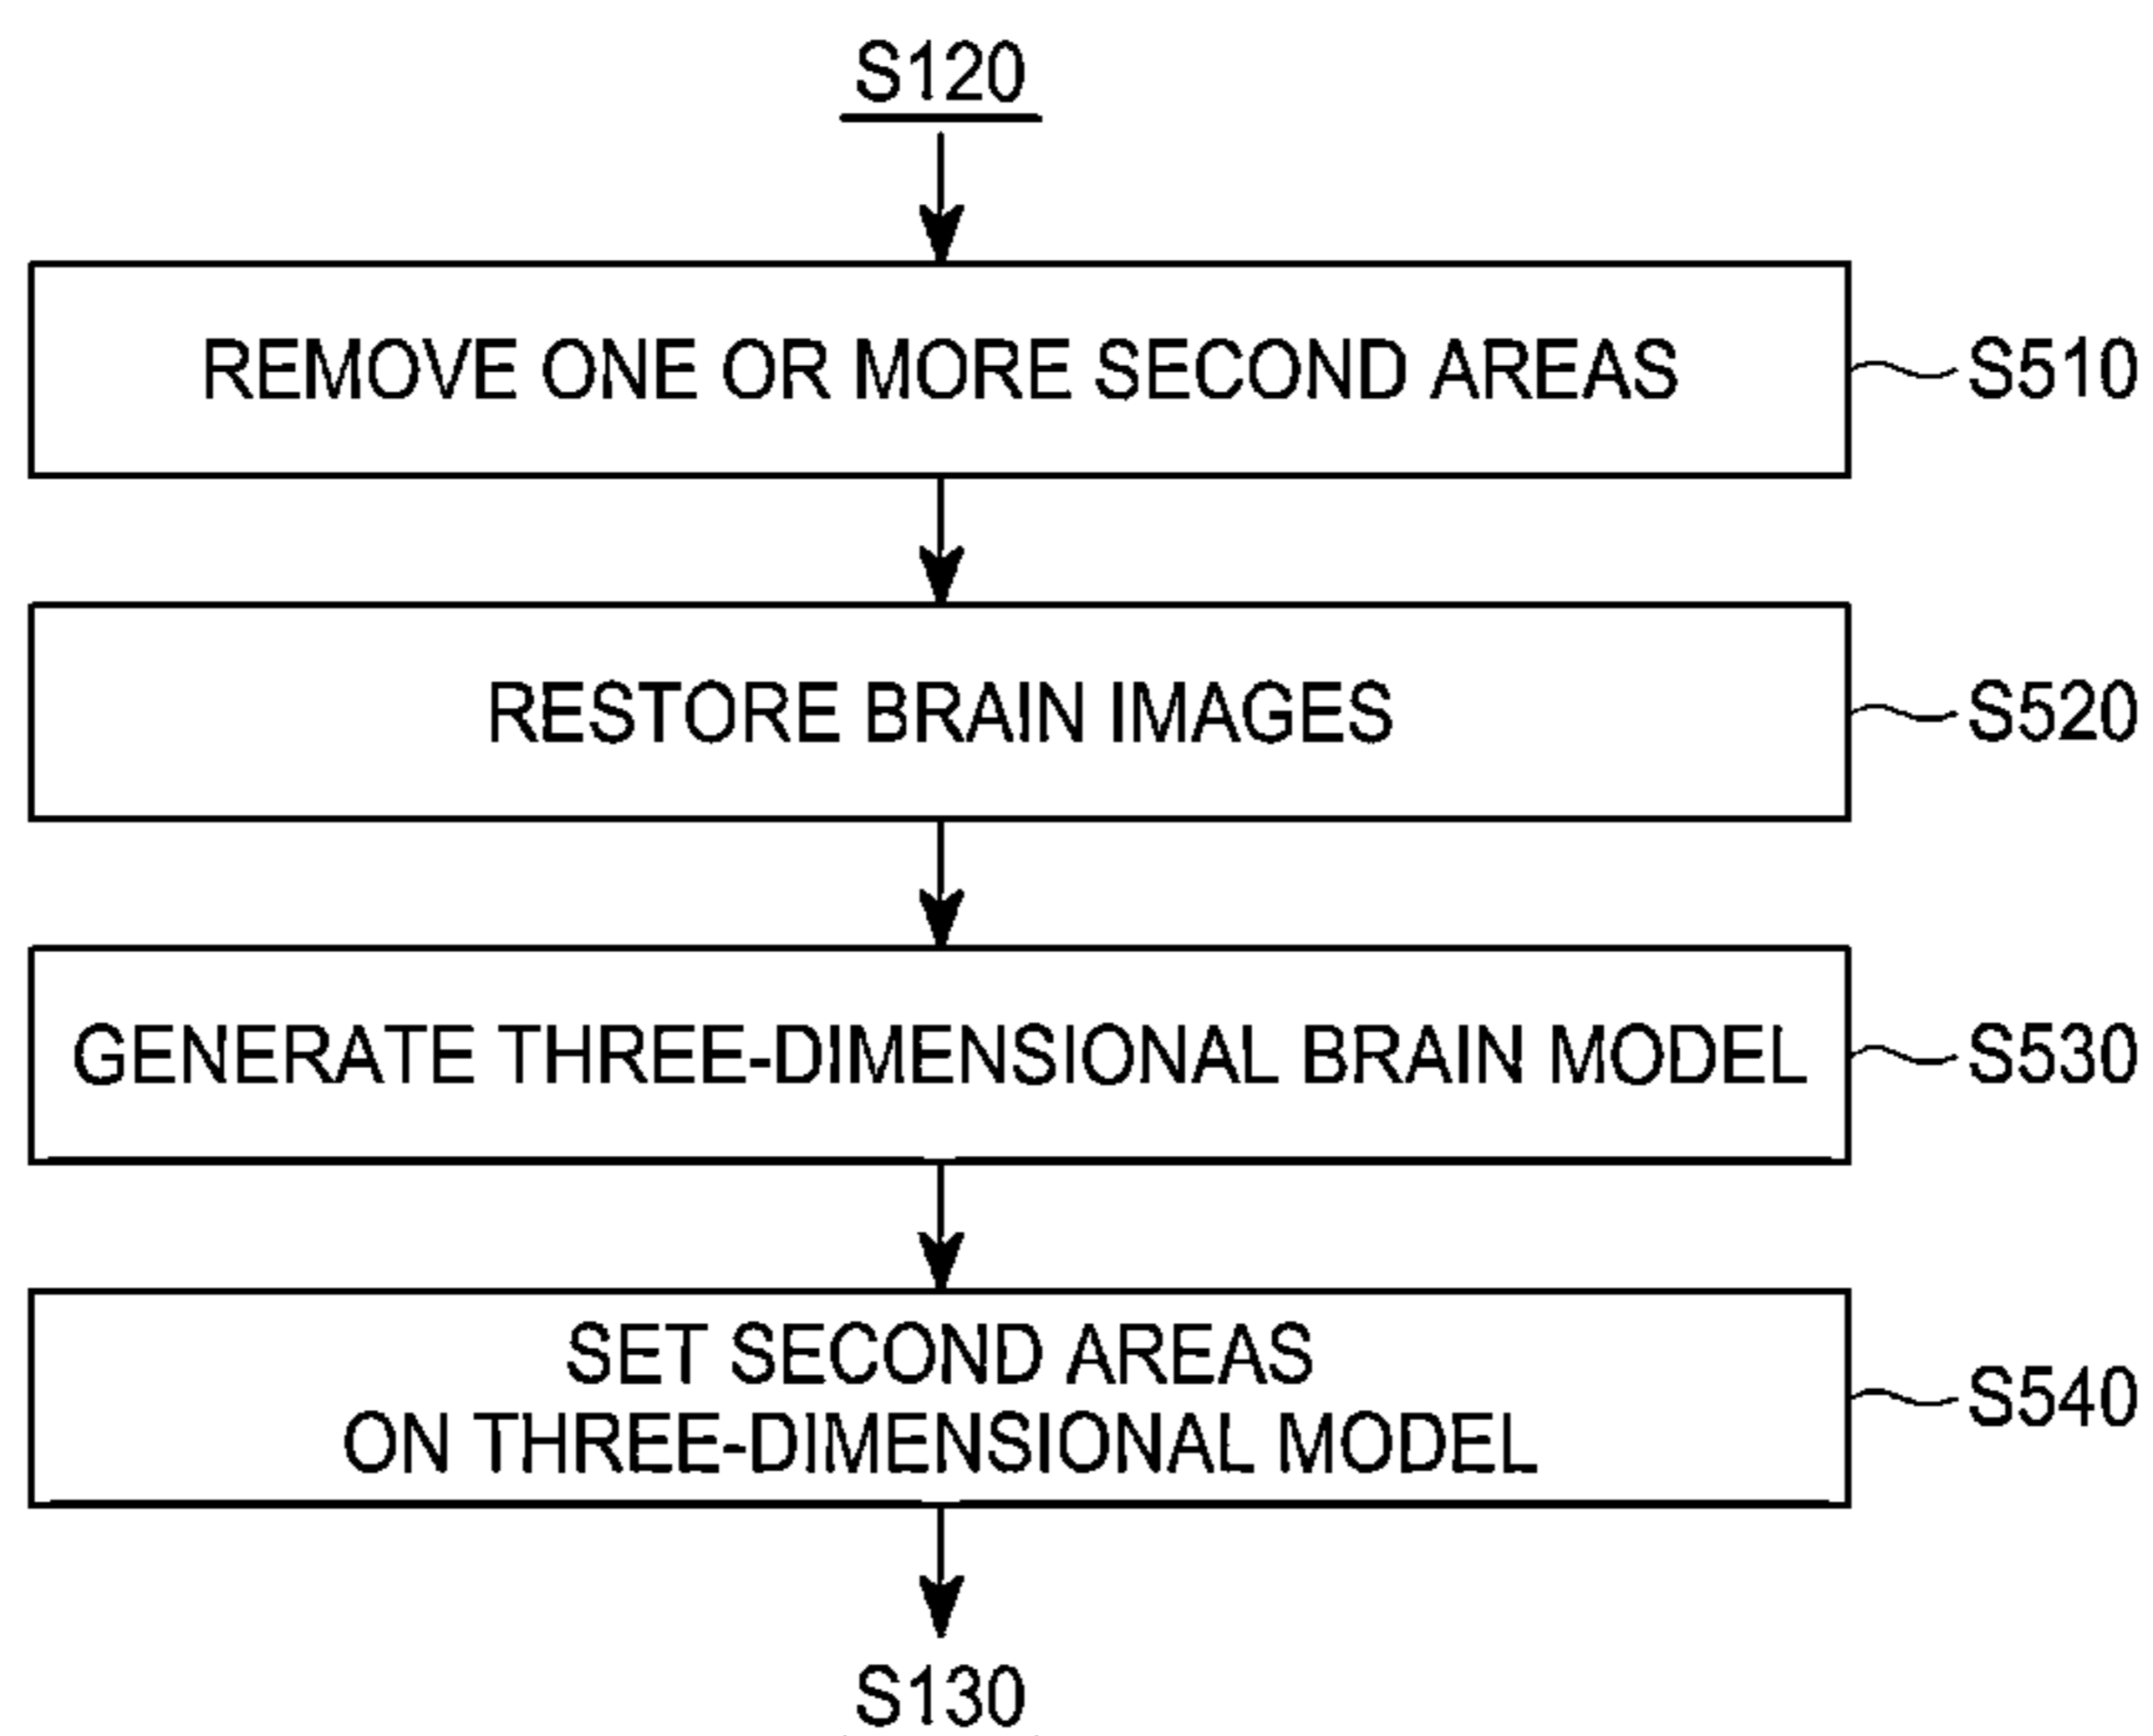 S120
REMOVE ONE OR MORE SECOND AREAS
S510
RESTORE BRAIN IMAGES
S520
GENERATE THREE-DIMENSIONAL BRAIN MODEL
S530
SET SECOND AREAS
ON THREE-DIMENSIONAL MODEL
S540
S130